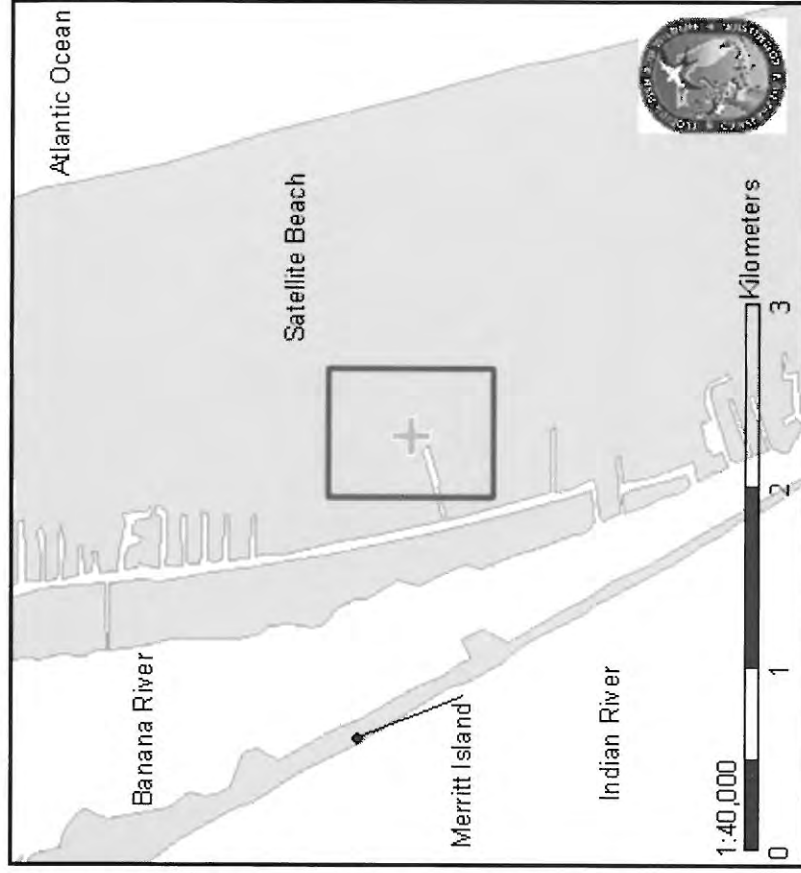 Atlantic Ocean
Satellite Beach
Banana River
Merritt Island
Indian River
1:40,000
Kilometers
0 1 2 3